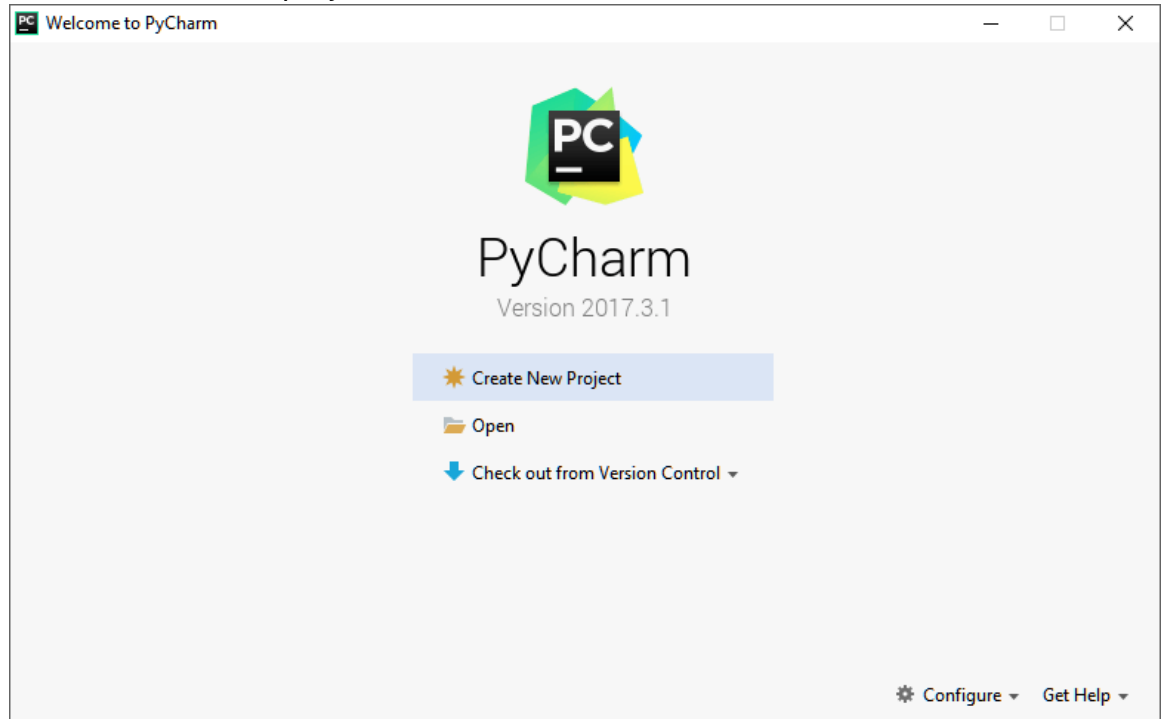 Welcome to PyCharm
PC
PyCharm
Version 2017.3.1
Create New Project
Open
Check out from Version Control
Configure Get Help